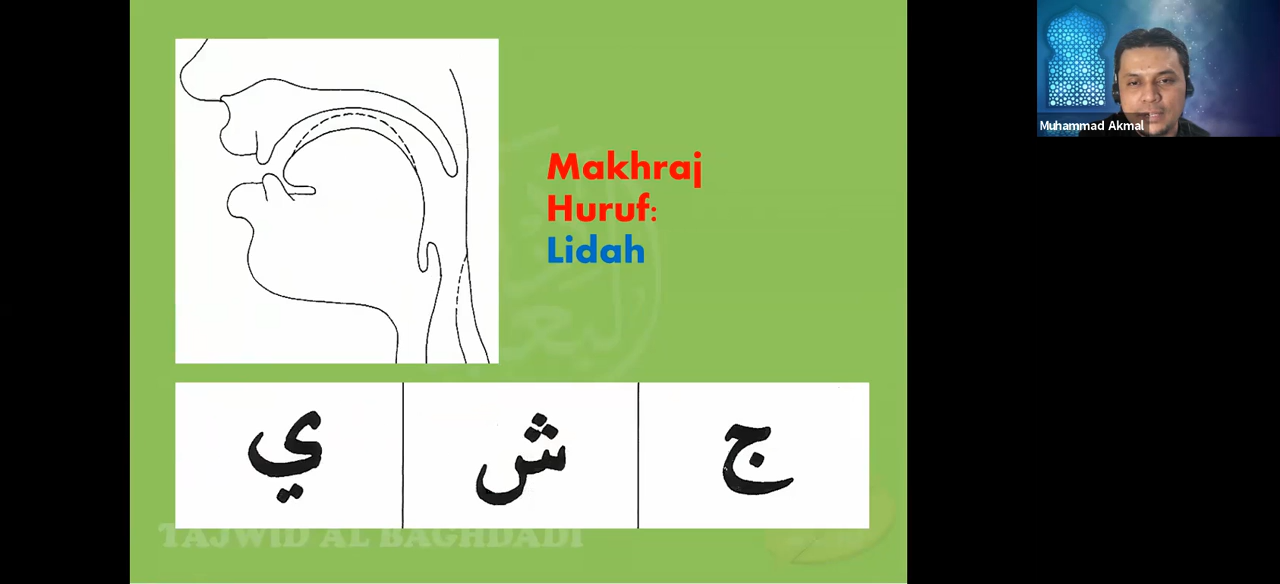 Makhraj
Huruf:
Lidah
ج ش ي
TAJWID AL BAGHDADI
Muhammad Akmal